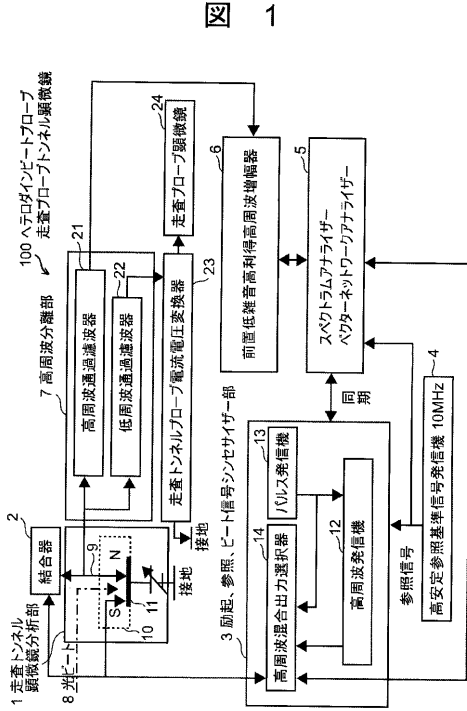 図 1
100 ヘテロダインビートプローブ
走査プローブトンネル顕微鏡
1 走査トンネル
顕微鏡分析部
2
結合器
8 光ビート
9
S
N
10
11
接地
7 高周波分離部
21
高周波通過濾波器
22
低周波通過濾波器
走査トンネルプローブ電流電圧変換器
23
接地
24
走査プローブ顕微鏡
6
前置低雑音高利得高周波増幅器
5
スペクトラムアナライザー
ベクターネットワークアナライザー
同期
3 励起、参照、ビート信号シンセサイザー部
14
高周波混合出力選択器
13
パルス発信機
12
高周波発信機
参照信号
4
高安定参照基準信号発信機 10MHz